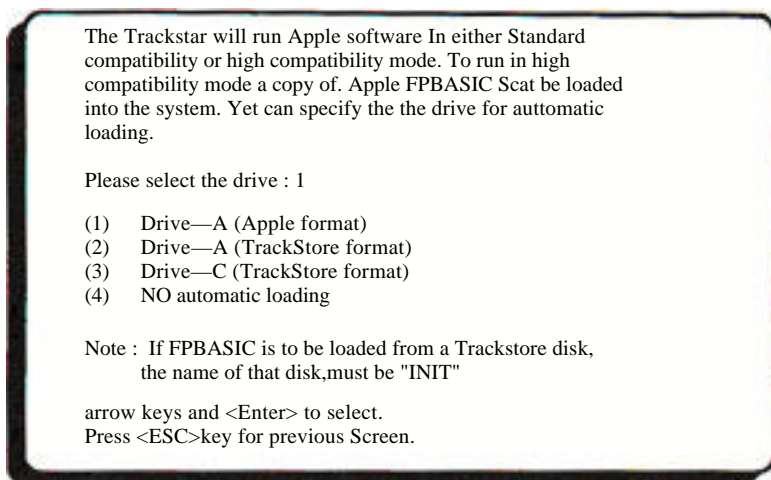 The Trackstar will run Apple software In either Standard
compatibility or high compatibility mode. To run in high
compatibility mode a copy of. Apple FPBASIC Scat be loaded
into the system. Yet can specify the the drive for auttomatic
loading.
Please select the drive : 1
(1) Drive—A (Apple format)
(2) Drive—A (TrackStore format)
(3) Drive—C (TrackStore format)
(4) NO automatic loading
Note : If FPBASIC is to be loaded from a Trackstore disk,
the name of that disk,must be "INIT"
arrow keys and <Enter> to select.
Press <ESC>key for previous Screen.